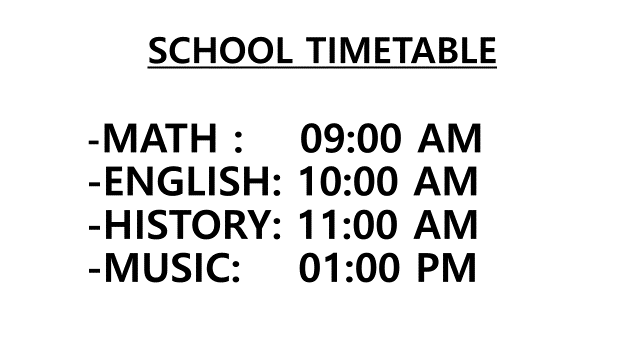 SCHOOL TIMETABLE
-MATH : 09:00 AM
-ENGLISH: 10:00 AM
-HISTORY: 11:00 AM
-MUSIC: 01:00 PM